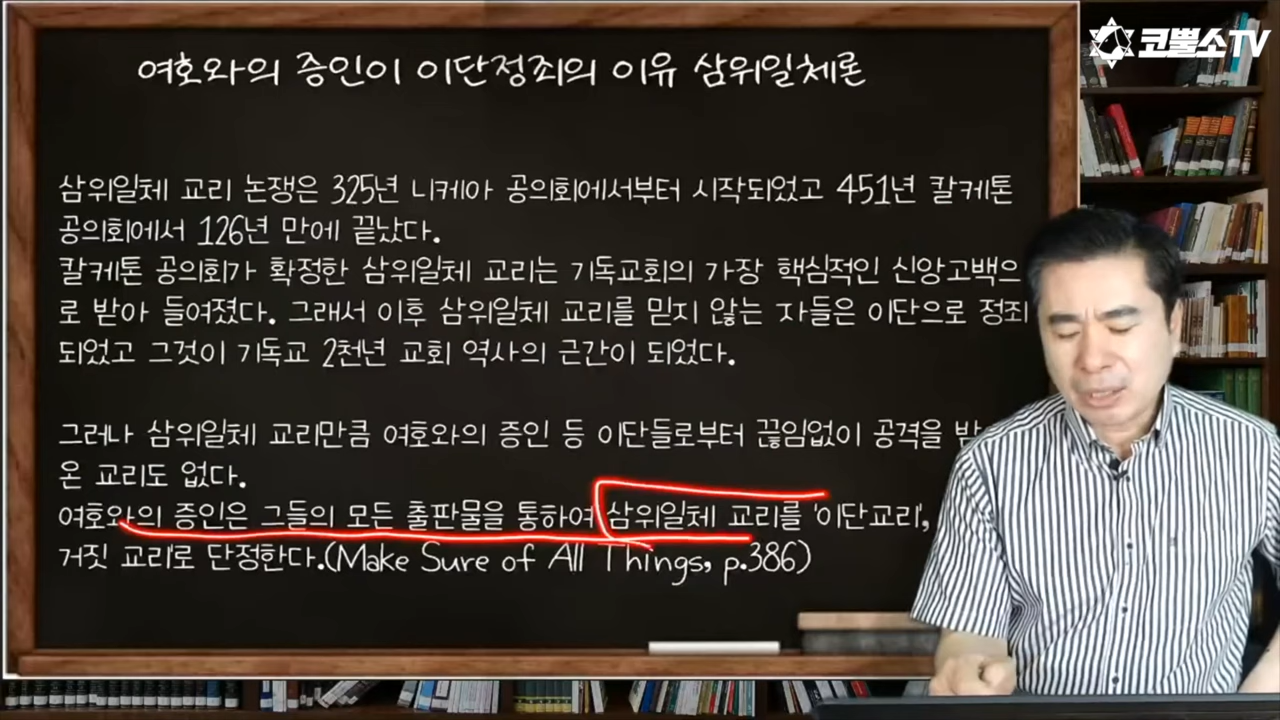 코뿔소TV
여호와의 증인이 이단정죄의 이유 삼위일체론
삼위일체 교리 논쟁은 325년 니케아 공의회에서부터 시작되었고 451년 칼케톤
공의회에서 126년 만에 끝났다.
칼케톤 공의회가 확정한 삼위일체 교리는 기독교회의 가장 핵심적인 신앙고백으
로 받아 들여졌다. 그래서 이후 삼위일체 교리를 믿지 않는 자들은 이단으로 정죄
되었고 그것이 기독교 2천년 교회 역사의 근간이 되었다.
그러나 삼위일체 교리만큼 여호와의 증인 등 이단들로부터 끊임없이 공격을 받
온 교리도 없다.
여호와의 증인은 그들의 모든 출판물을 통하여 삼위일체 교리를 '이단교리',
거짓 교리'로 단정한다.(Make Sure of All Things, p.386)